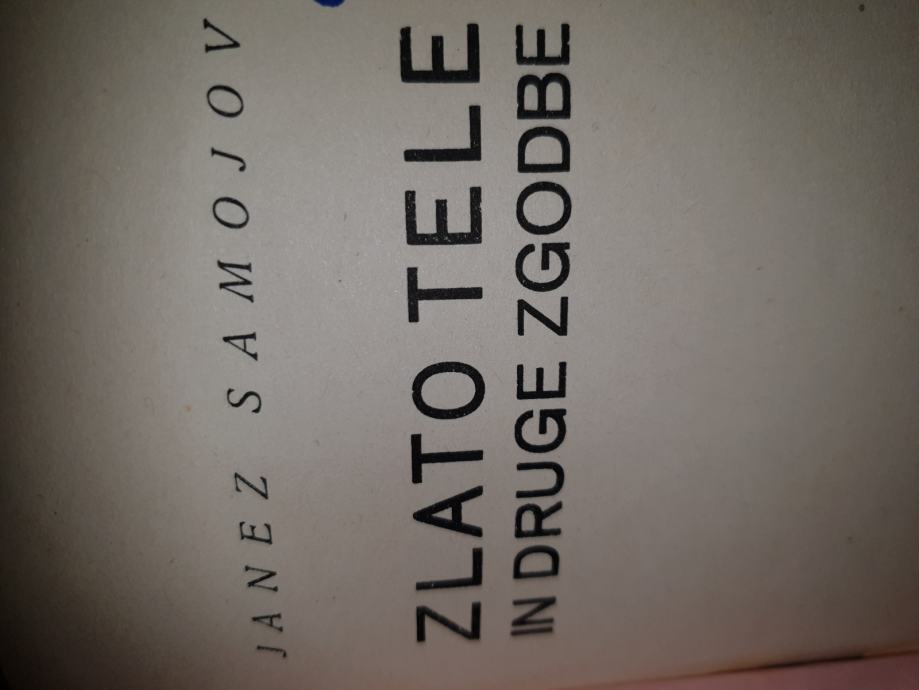 JANEZ SAMOJOV
ZLATO TELE
IN DRUGE ZGODBE